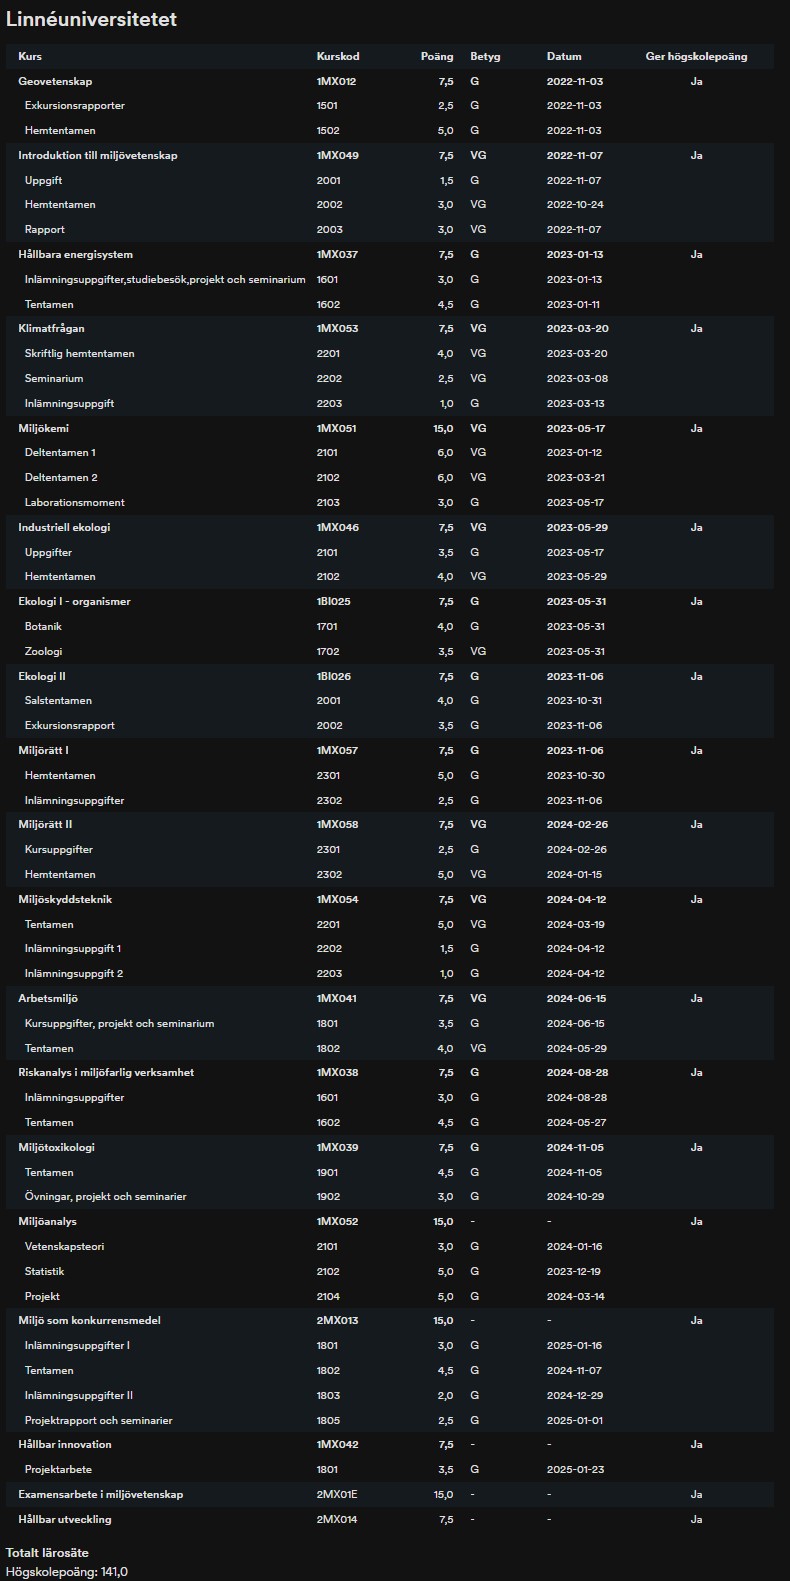 Linnéuniversitetet
Kurs Kurskod Poäng Betyg Datum Ger högskolepoäng
Geovetenskap 1MX012 7,5 G 2022-11-03 Ja
Exkursionsrapporter 1501 2,5 G 2022-11-03
Hemtentamen 1502 5,0 G 2022-11-03
Introduktion till miljövetenskap 1MX049 7,5 VG 2022-11-07 Ja
Uppgift 2001 1,5 G 2022-11-07
Hemtentamen 2002 3,0 VG 2022-10-24
Rapport 2003 3,0 VG 2022-11-07
Hållbara energisystem 1MX037 7,5 G 2023-01-13 Ja
Inlämningsuppgifter,studiebesök,projekt och seminarium 1601 3,0 G 2023-01-13
Tentamen 1602 4,5 G 2023-01-11
Klimatfrågan 1MX053 7,5 VG 2023-03-20 Ja
Skriftlig hemtentamen 2201 4,0 VG 2023-03-20
Seminarium 2202 2,5 VG 2023-03-08
Inlämningsuppgift 2203 1,0 G 2023-03-13
Miljökemi 1MX051 15,0 VG 2023-05-17 Ja
Deltentamen 1 2101 6,0 VG 2023-01-12
Deltentamen 2 2102 6,0 VG 2023-03-21
Laborationsmoment 2103 3,0 G 2023-05-17
Industriell ekologi 1MX046 7,5 VG 2023-05-29 Ja
Uppgifter 2101 3,5 G 2023-05-17
Hemtentamen 2102 4,0 VG 2023-05-29
Ekologi I - organismer 1BI025 7,5 G 2023-05-31 Ja
Botanik 1701 4,0 G 2023-05-31
Zoologi 1702 3,5 VG 2023-05-31
Ekologi II 1BI026 7,5 G 2023-11-06 Ja
Salstentamen 2001 4,0 G 2023-10-31
Exkursionsrapport 2002 3,5 G 2023-11-06
Miljörätt I 1MX057 7,5 G 2023-11-06 Ja
Hemtentamen 2301 5,0 G 2023-10-30
Inlämningsuppgifter 2302 2,5 G 2023-11-06
Miljörätt II 1MX058 7,5 VG 2024-02-26 Ja
Kursuppgifter 2301 2,5 G 2024-02-26
Hemtentamen 2302 5,0 VG 2024-01-15
Miljöskyddsteknik 1MX054 7,5 VG 2024-04-12 Ja
Tentamen 2201 5,0 VG 2024-03-19
Inlämningsuppgift 1 2202 1,5 G 2024-04-12
Inlämningsuppgift 2 2203 1,0 G 2024-04-12
Arbetsmiljö 1MX041 7,5 VG 2024-06-15 Ja
Kursuppgifter, projekt och seminarium 1801 3,5 G 2024-06-15
Tentamen 1802 4,0 VG 2024-05-29
Riskanalys i miljöfarlig verksamhet 1MX038 7,5 G 2024-08-28 Ja
Inlämningsuppgifter 1601 3,0 G 2024-08-28
Tentamen 1602 4,5 G 2024-05-27
Miljötoxikologi 1MX039 7,5 G 2024-11-05 Ja
Tentamen 1901 4,5 G 2024-11-05
Övningar, projekt och seminarier 1902 3,0 G 2024-10-29
Miljöanalys 1MX052 15,0 - - Ja
Vetenskapsteori 2101 3,0 G 2024-01-16
Statistik 2102 5,0 G 2023-12-19
Projekt 2104 5,0 G 2024-03-14
Miljö som konkurrensmedel 2MX013 15,0 - - Ja
Inlämningsuppgifter I 1801 3,0 G 2025-01-16
Tentamen 1802 4,5 G 2024-11-07
Inlämningsuppgifter II 1803 2,0 G 2024-12-29
Projektrapport och seminarier 1805 2,5 G 2025-01-01
Hållbar innovation 1MX042 7,5 - - Ja
Projektarbete 1801 3,5 G 2025-01-23
Examensarbete i miljövetenskap 2MX01E 15,0 - - Ja
Hållbar utveckling 2MX014 7,5 - - Ja
Totalt lärosäte
Högskolepoäng: 141,0